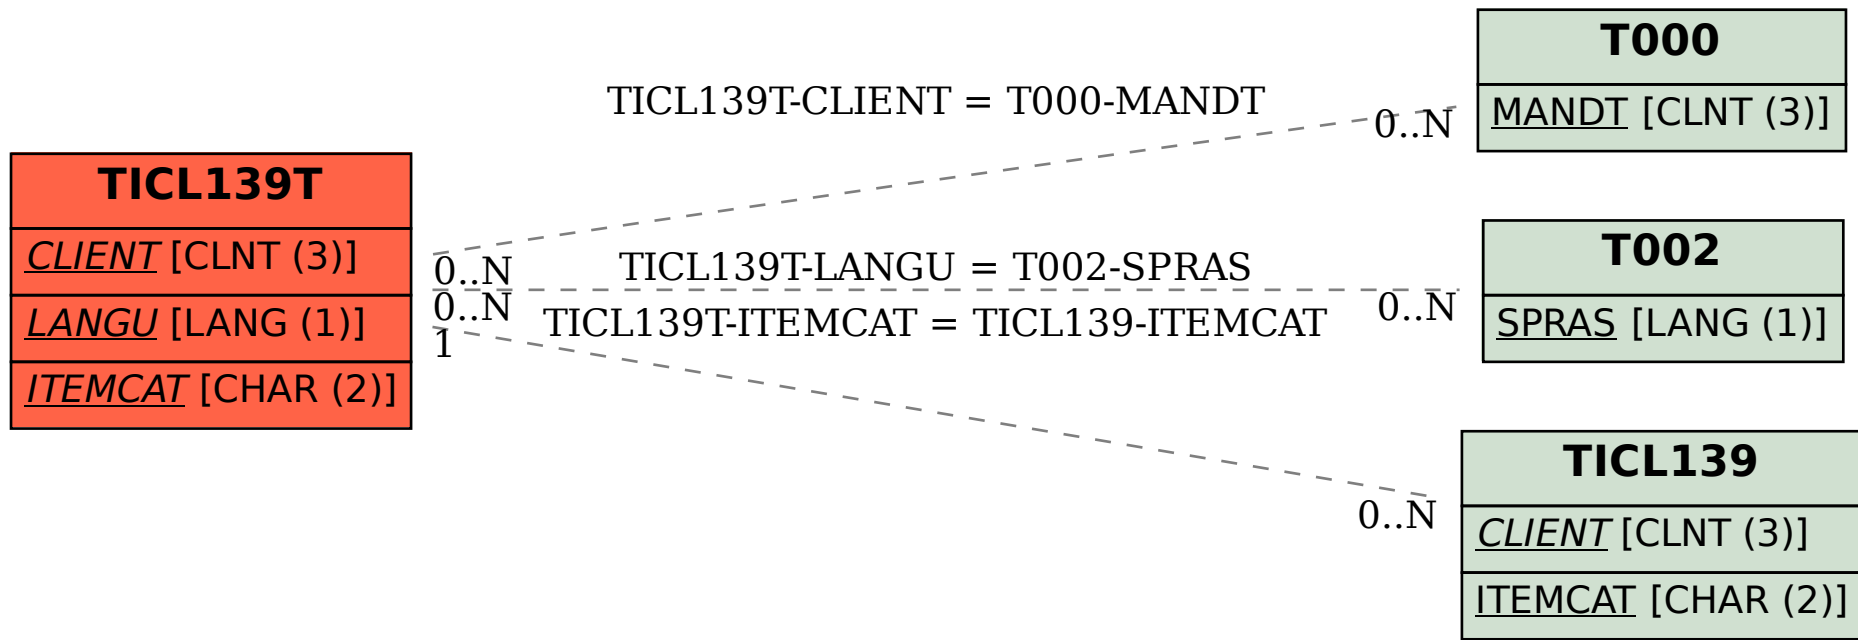 TICL139T
CLIENT [CLNT (3)]
LANGU [LANG (1)]
ITEMCAT [CHAR (2)]
TICL139T-CLIENT = T000-MANDT
0..N
0..N
TICL139T-LANGU = T002-SPRAS
0..N
0..N
TICL139T-ITEMCAT = TICL139-ITEMCAT
1
0..N
T000
MANDT [CLNT (3)]
T002
SPRAS [LANG (1)]
TICL139
CLIENT [CLNT (3)]
ITEMCAT [CHAR (2)]